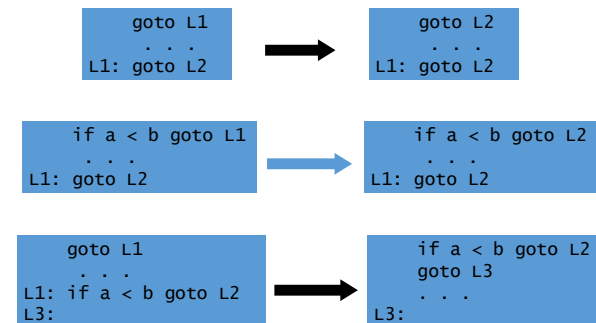 goto L1
. . .
L1: goto L2
goto L2
. . .
L1: goto L2
if a < b goto L1
. . .
L1: goto L2
if a < b goto L2
. . .
L1: goto L2
goto L1
. . .
L1: if a < b goto L2
L3:
if a < b goto L2
goto L3
. . .
L3: